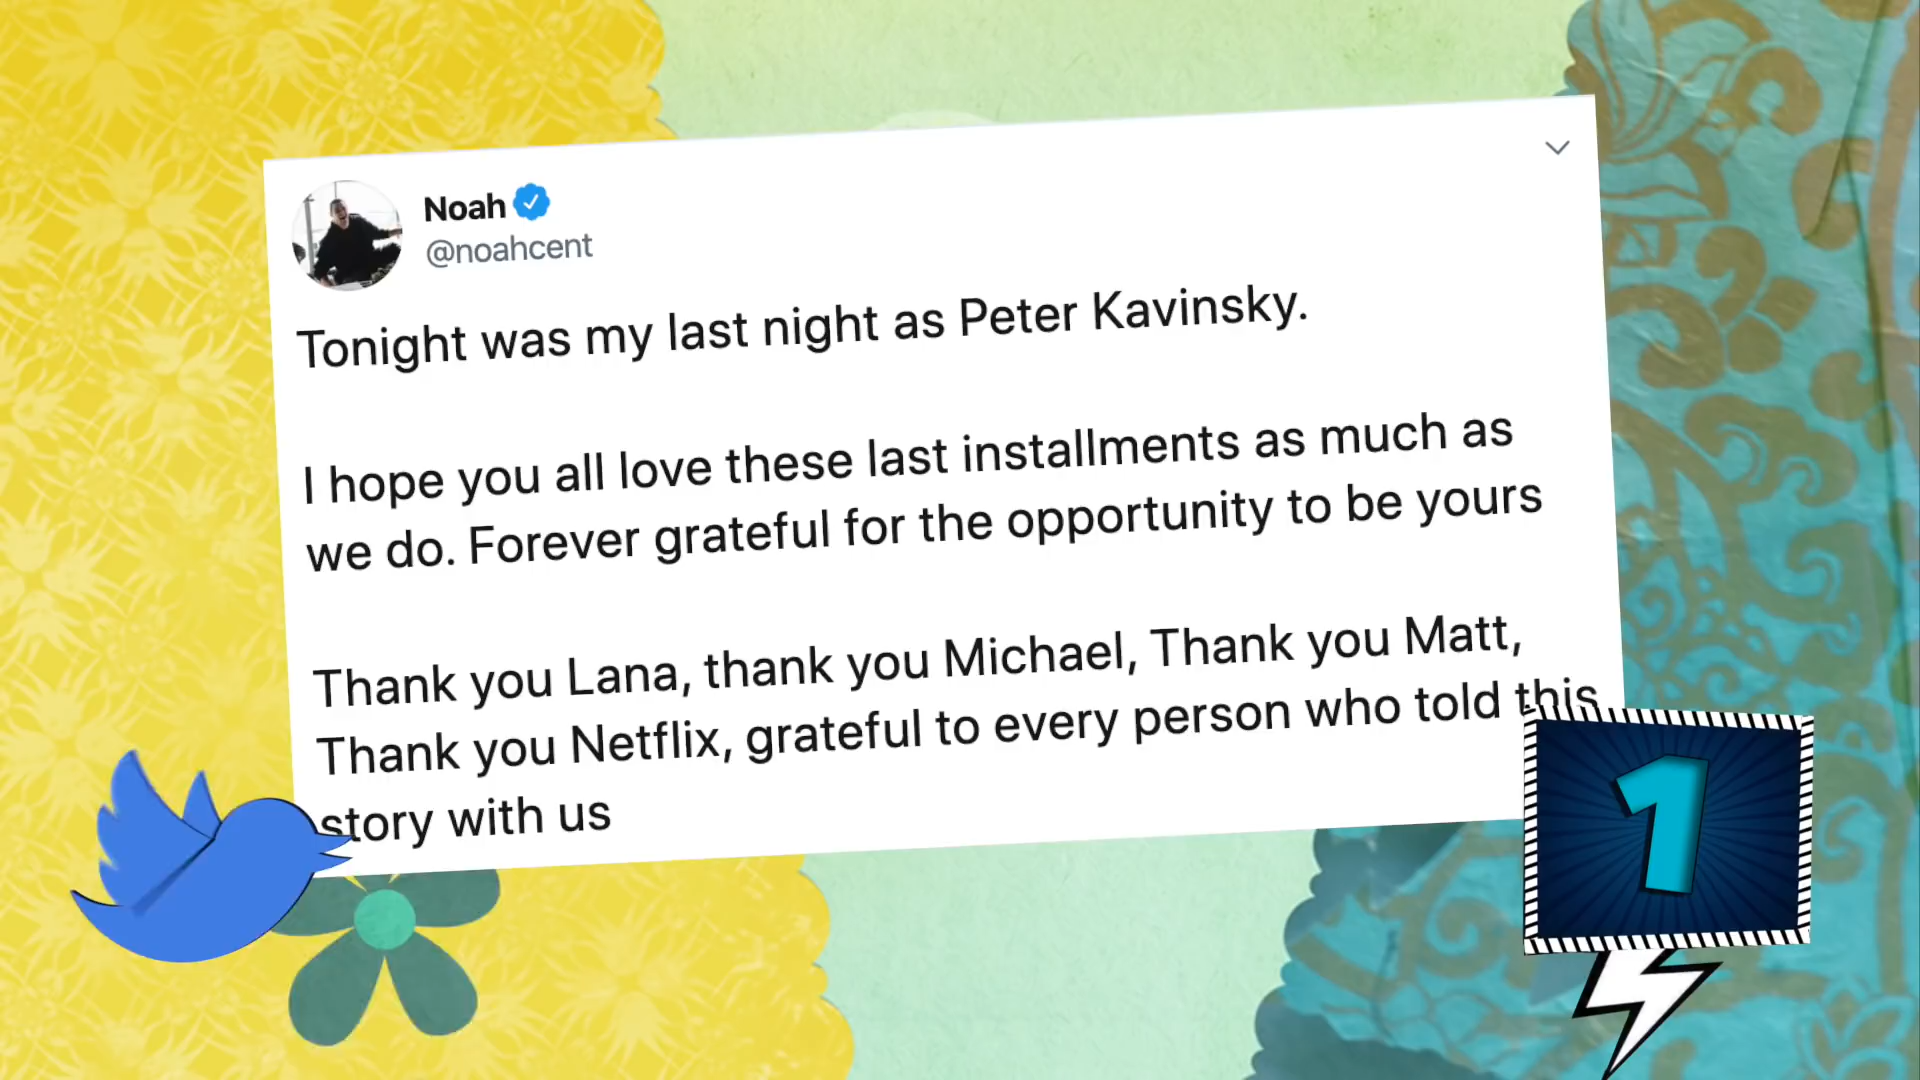 Noah
@noahcent
Tonight was my last night as Peter Kavinsky.
I hope you all love these last installments as much as
we do. Forever grateful for the opportunity to be yours
Thank you Lana, thank you Michael, Thank you Matt,
Thank you Netflix, grateful to every person who told this
story with us
1